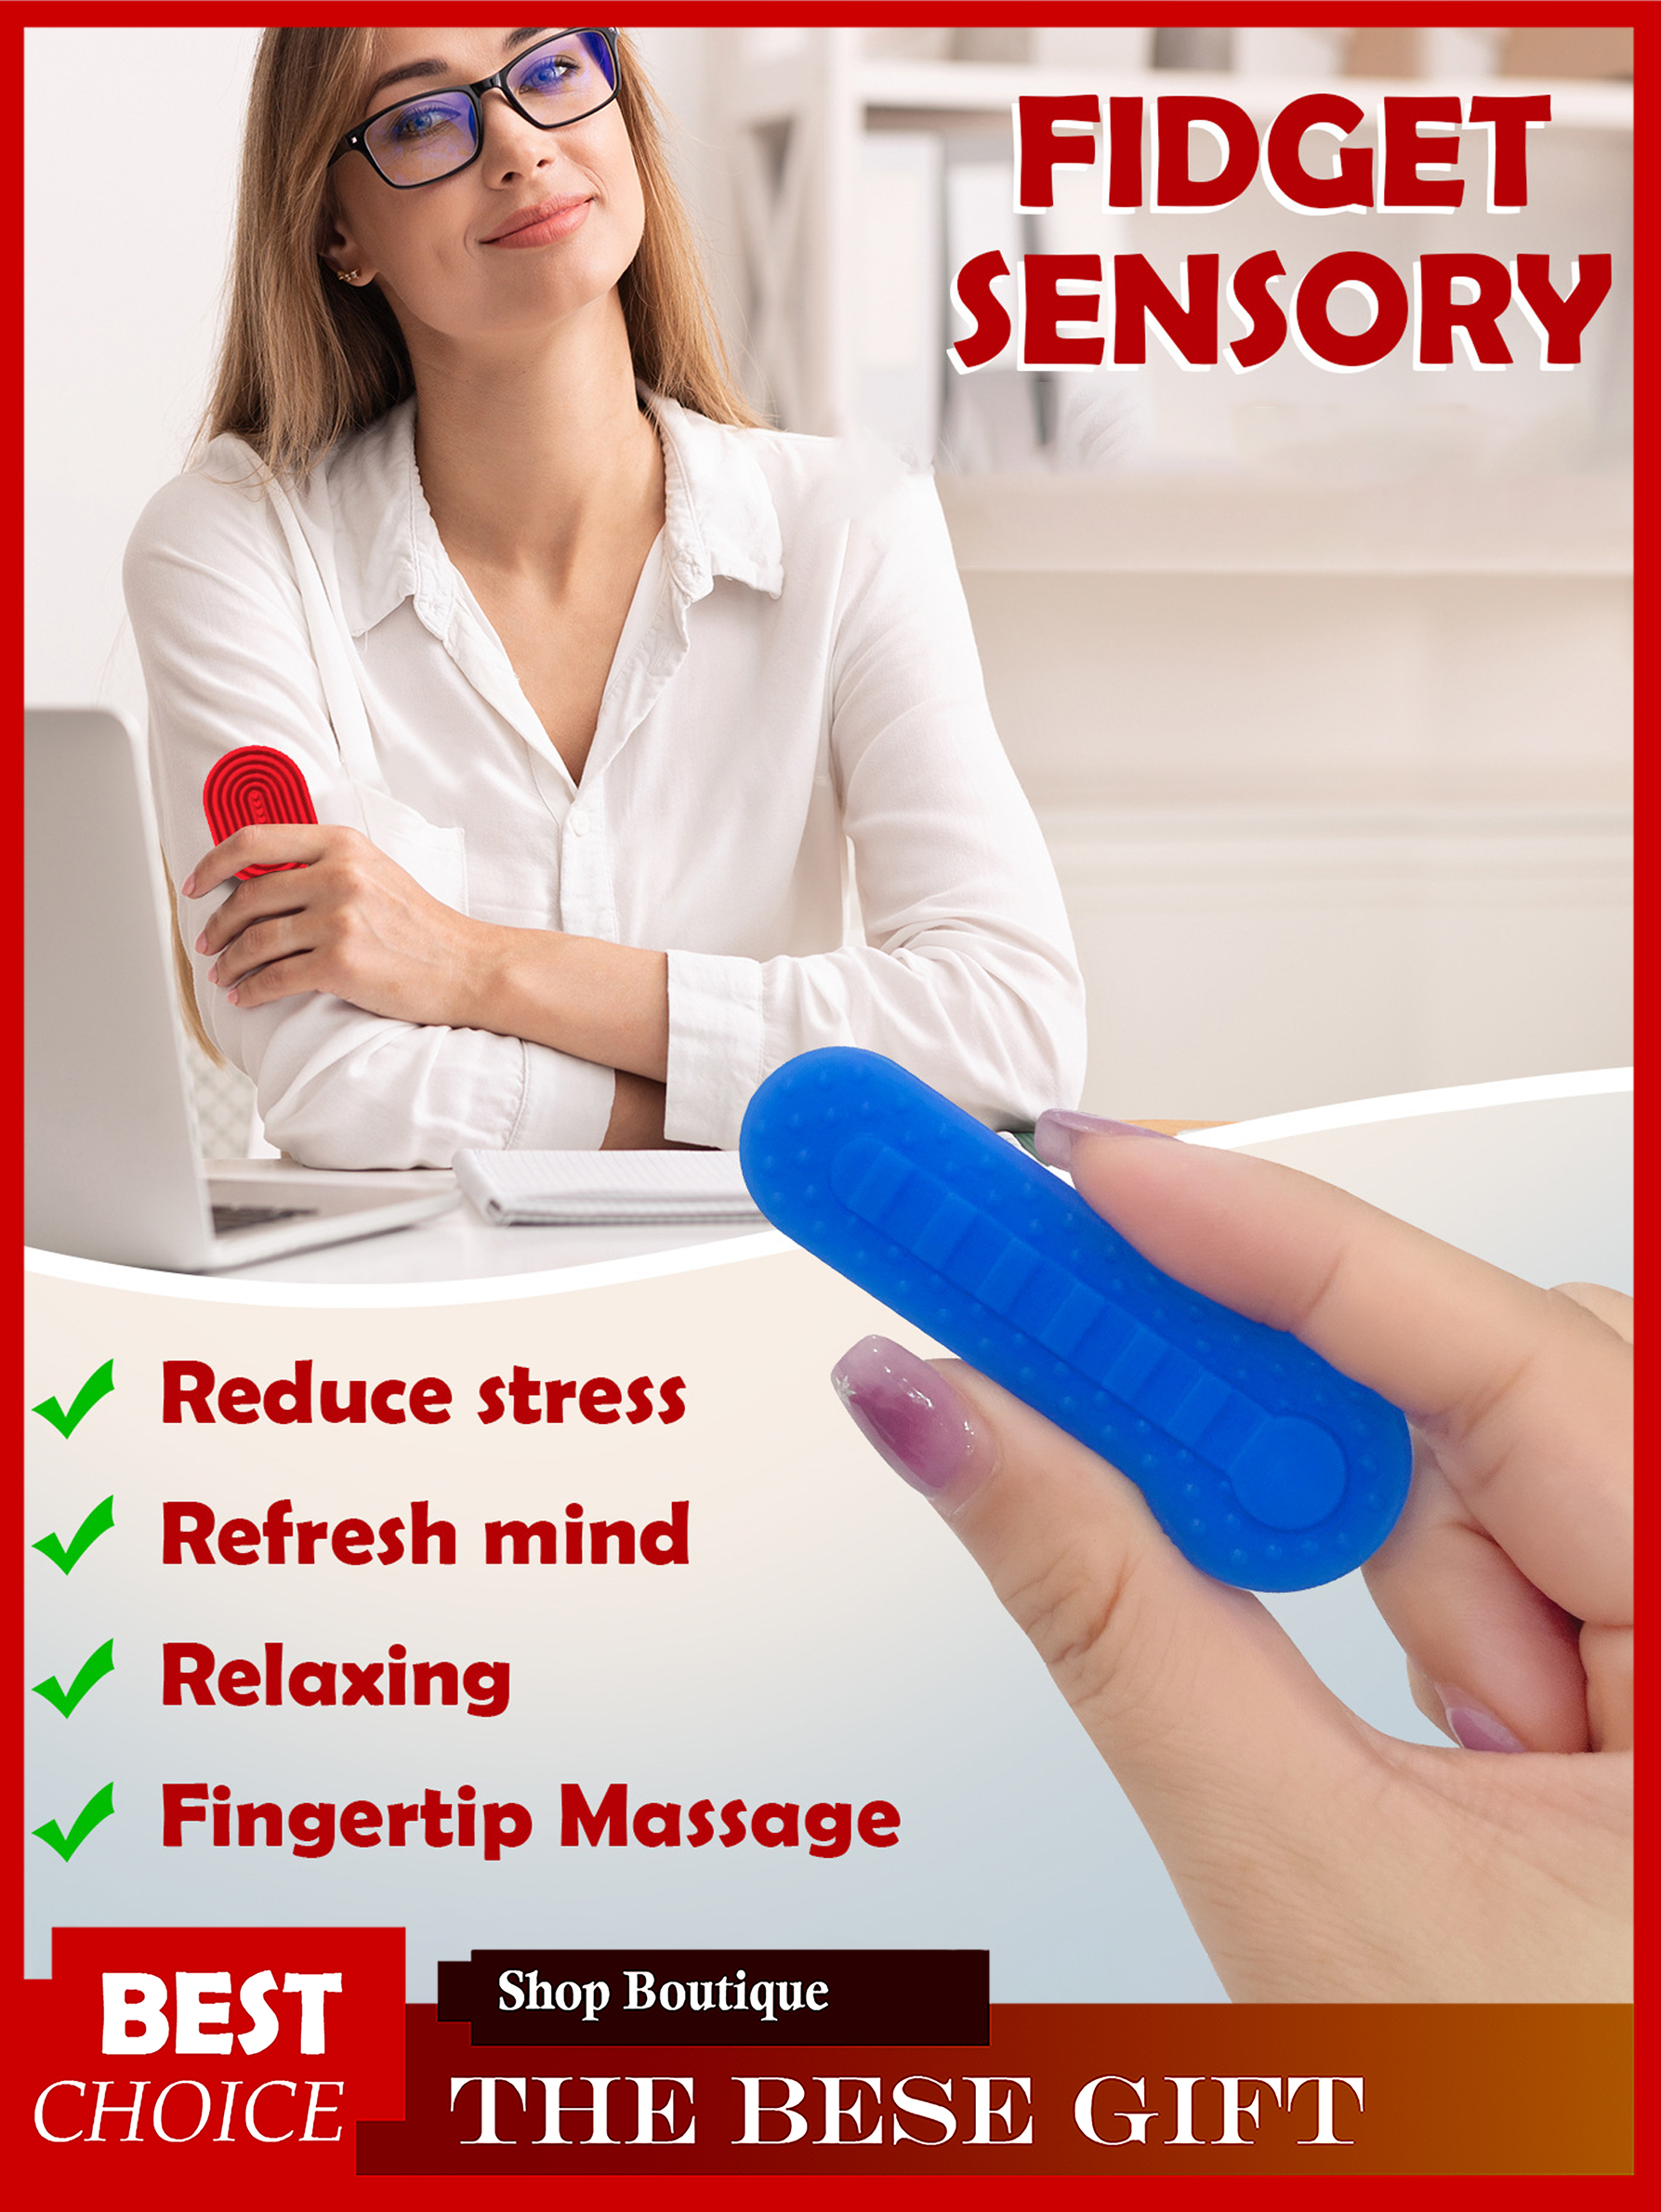 FIDGET
SENSORY
Reduce stress
Refresh mind
Relaxing
Fingertip Massage
BEST
CHOICE
Shop Boutique
THE BESE GIFT